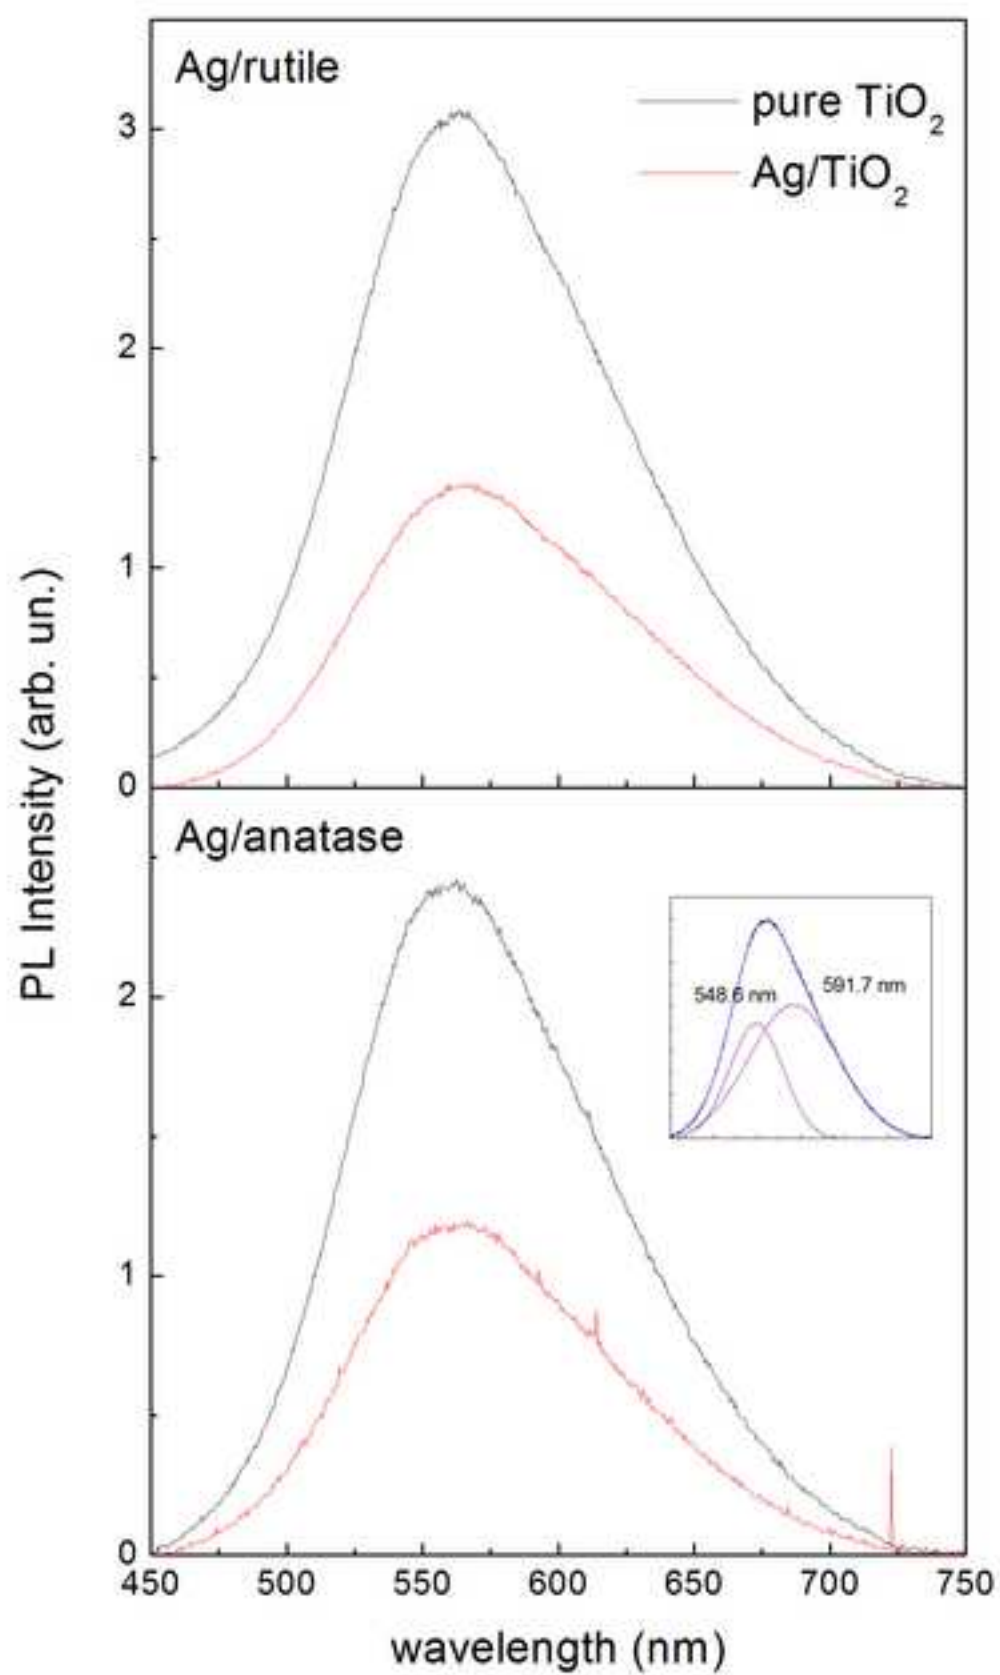 Ag/rutile
pure TiO₂
Ag/TiO₂
3
2
1
0
PL Intensity (arb. un.)
Ag/anatase
548.6 nm
591.7 nm
2
1
0
450 500 550 600 650 700 750
wavelength (nm)